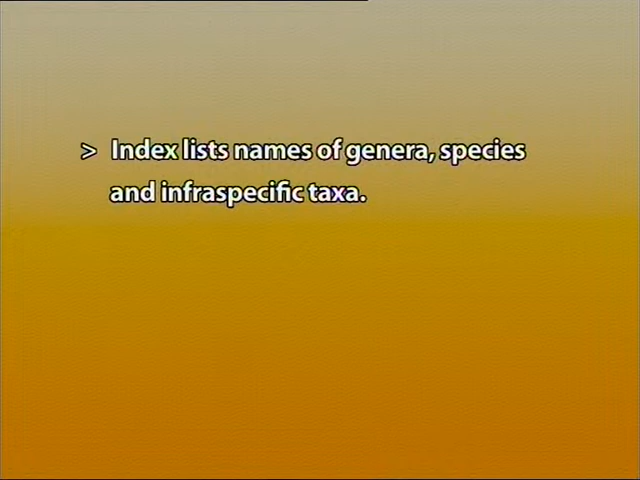 > Index lists names of genera, species
and infraspecific taxa.